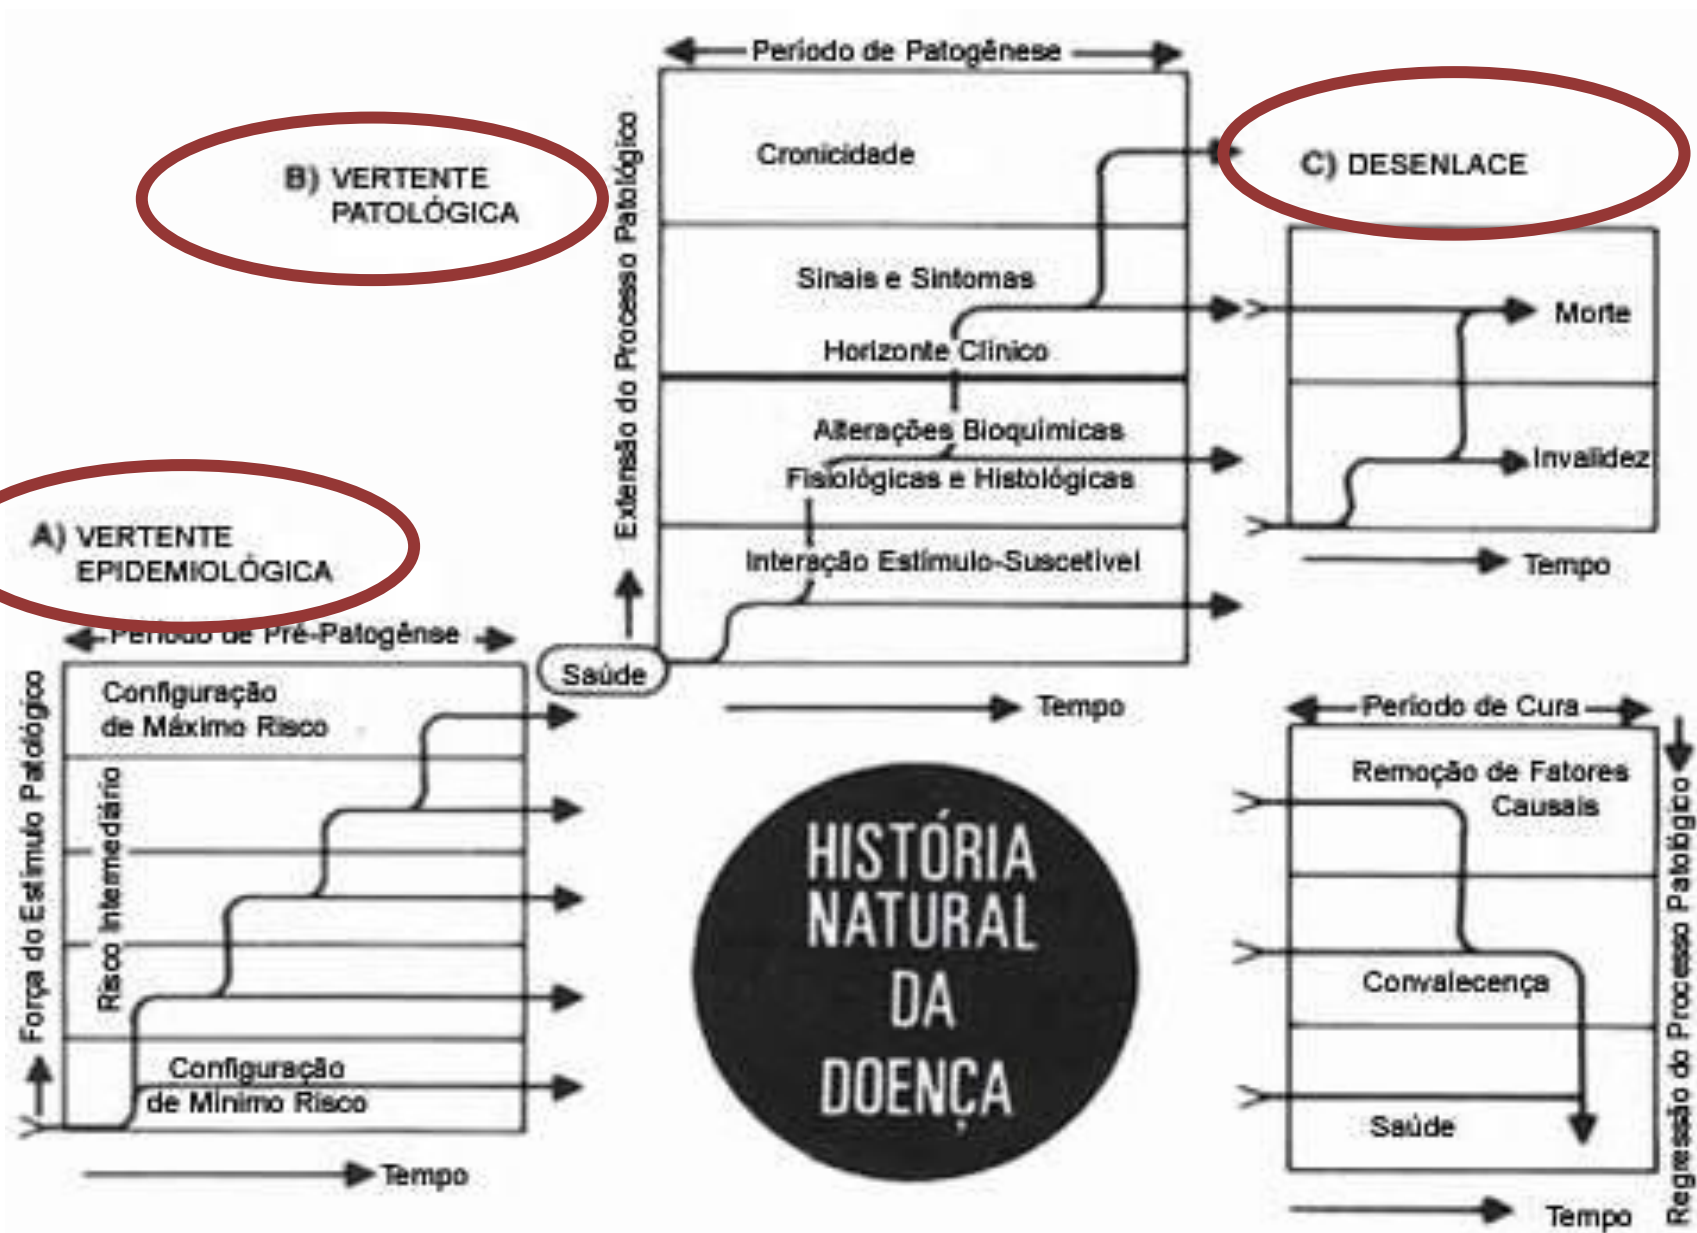 Período de Patogênese
Extensão do Processo Patológico
Cronicidade
Sinais e Sintomas
Horizonte Clínico
Alterações Bioquímicas
Fisiológicas e Histológicas
Interação Estímulo-Suscetível
Saúde
Tempo
B) VERTENTE
PATOLÓGICA
C) DESENLACE
Morte
Invalidez
Tempo
A) VERTENTE
EPIDEMIOLÓGICA
Período de Pré-Patogênse
Força do Estímulo Patológico
Configuração
de Máximo Risco
Risco Intermediário
Configuração
de Mínimo Risco
Tempo
HISTÓRIA
NATURAL
DA
DOENÇA
Período de Cura
Remoção de Fatores
Causais
Convalecença
Saúde
Regressão do Processo Patológico
Tempo